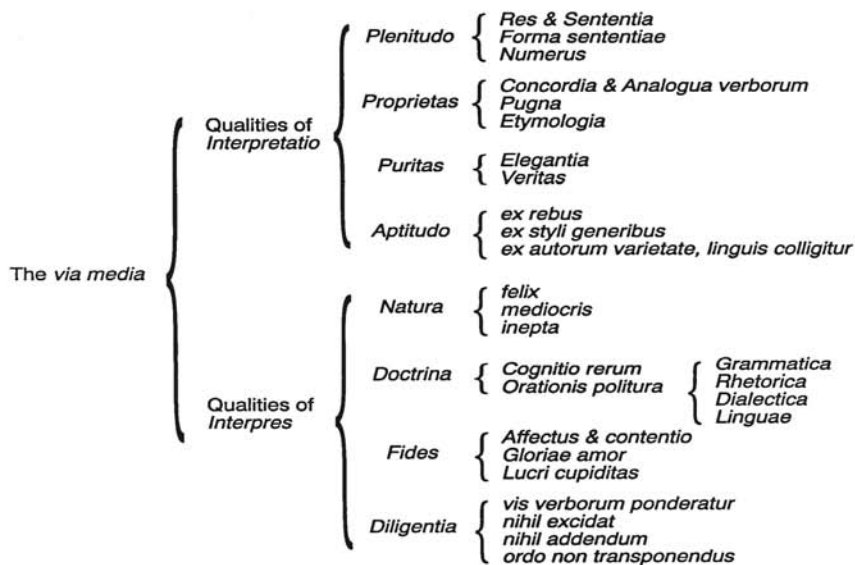 Plenitudo
Res & Sententia
Forma sententiae
Numerus
Proprietas
Concordia & Analogua verborum
Pugna
Etymologia
Qualities of
Interpretatio
Puritas
Elegantia
Veritas
Aptitudo
ex rebus
ex styli generibus
ex autorum varietate, linguis colligitur
The via media
Natura
felix
mediocris
inepta
Doctrina
Cognitio rerum
Orationis politura
Grammatica
Rhetorica
Dialectica
Linguae
Qualities of
Interpres
Fides
Affectus & contentio
Gloriae amor
Lucri cupiditas
Diligentia
vis verborum ponderatur
nihil excidat
nihil addendum
ordo non transponendus